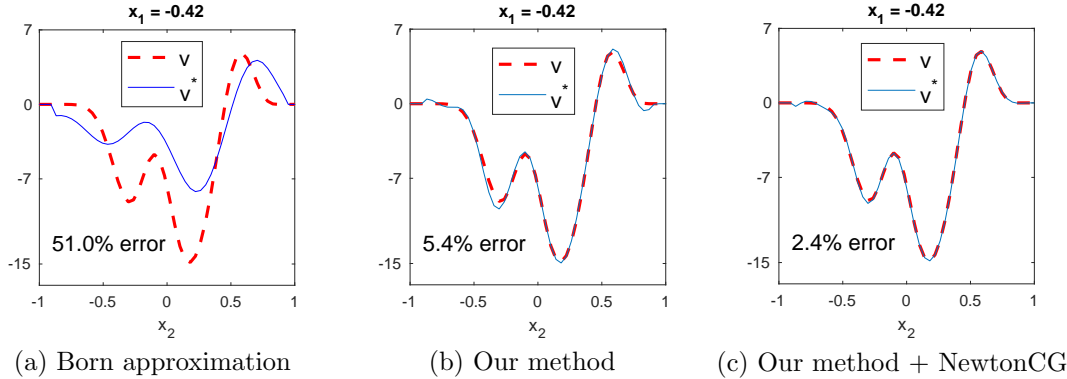 x1 = -0.42
7
0
-7
-15
v
v*
51.0% error
-1 -0.5 0 0.5 1
x2
(a) Born approximation
x1 = -0.42
7
0
-7
-15
v
v*
5.4% error
-1 -0.5 0 0.5 1
x2
(b) Our method
x1 = -0.42
7
0
-7
-15
v
v*
2.4% error
-1 -0.5 0 0.5 1
x2
(c) Our method + NewtonCG